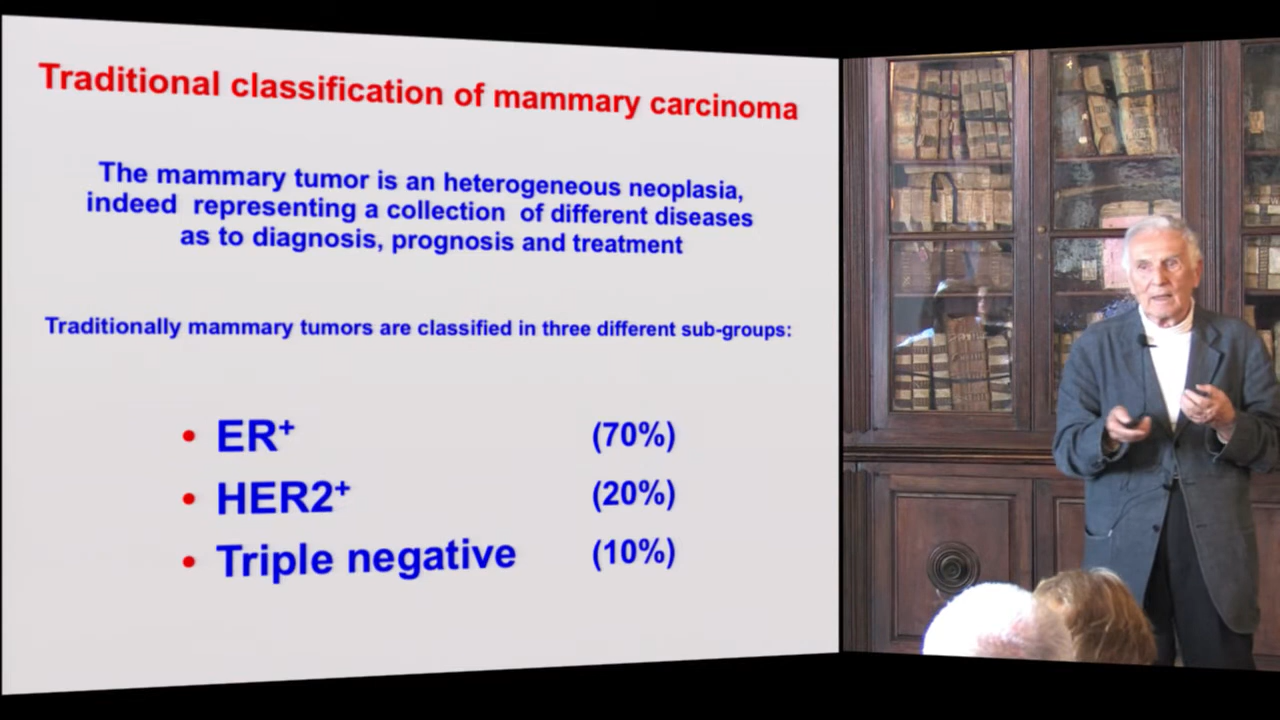 Traditional classification of mammary carcinoma
The mammary tumor is an heterogeneous neoplasia,
indeed representing a collection of different diseases
as to diagnosis, prognosis and treatment
Traditionally mammary tumors are classified in three different sub-groups:
• ER⁺ (70%)
• HER2⁺ (20%)
• Triple negative (10%)